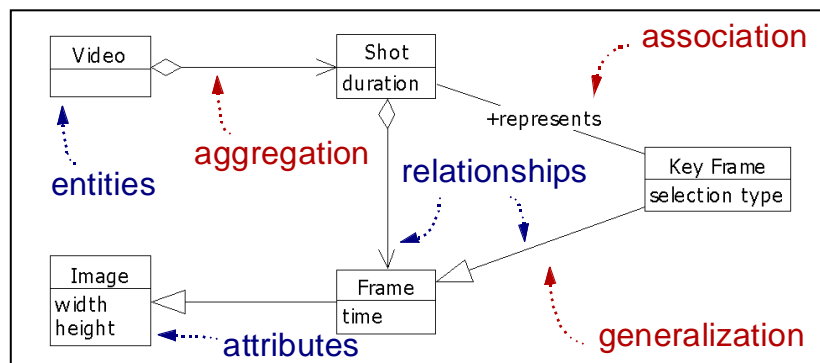 Video
Shot
duration
association
+represents
aggregation
entities
relationships
Key Frame
selection type
Image
width
height
Frame
time
attributes
generalization